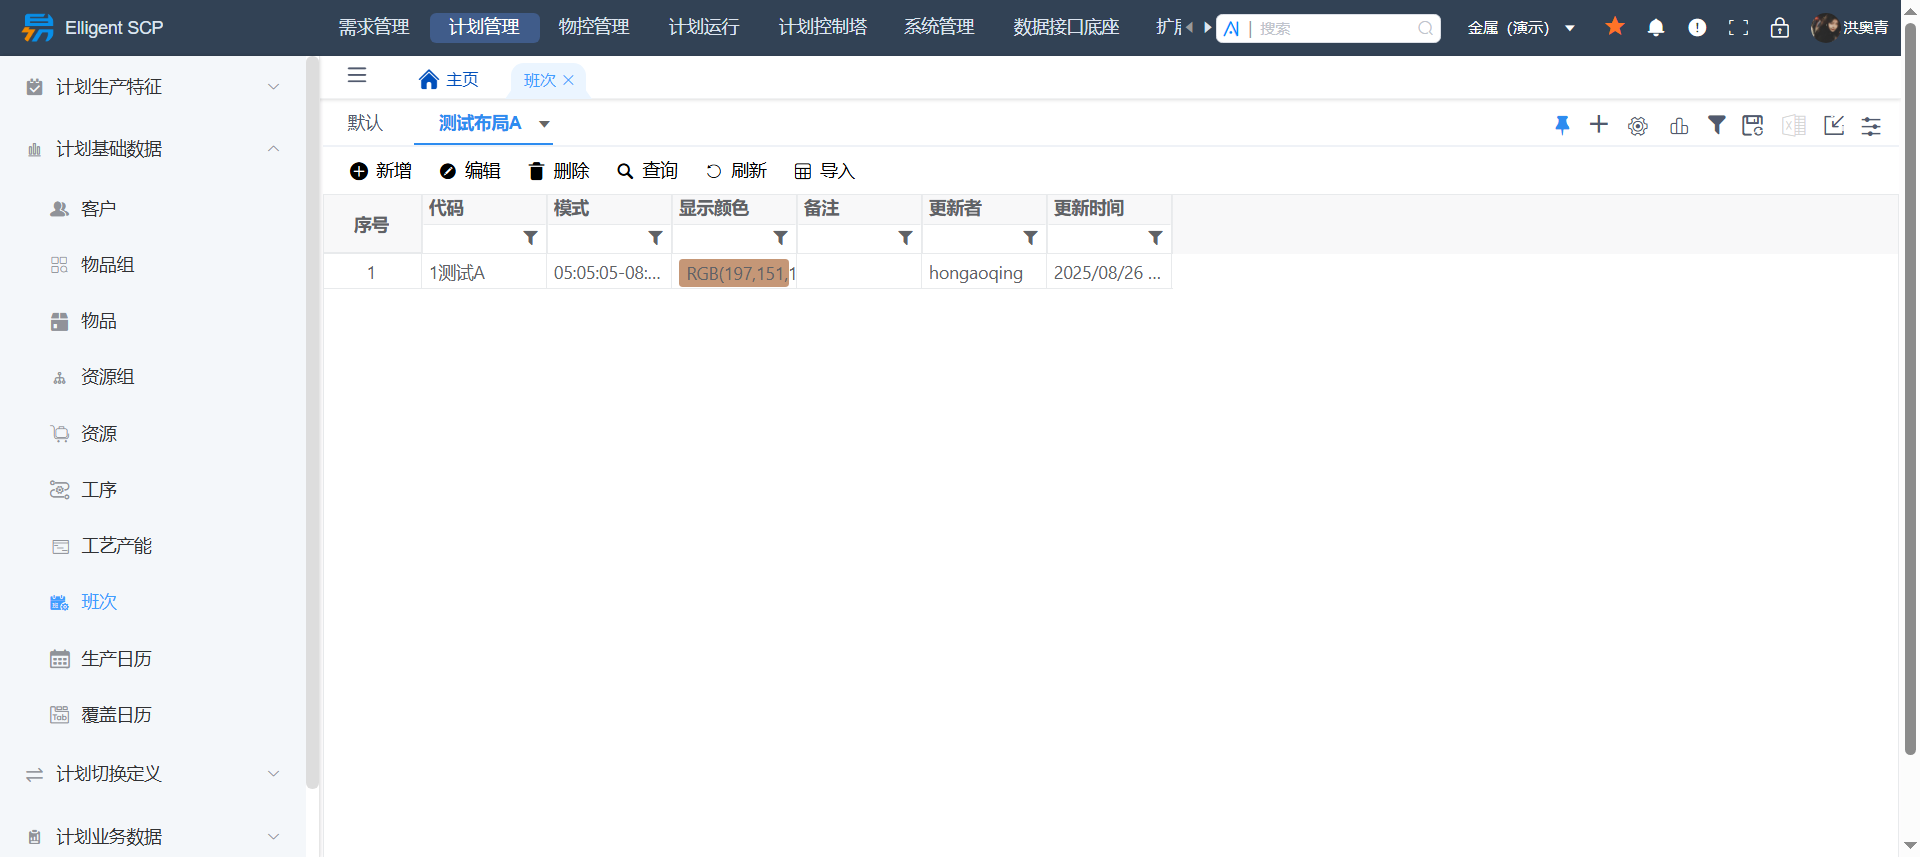 Elligent SCP
需求管理 计划管理 物控管理 计划运行 计划控制塔 系统管理 数据接口底座
搜索
金属 (演示)
洪奥青
计划生产特征
计划基础数据
客户
物品组
物品
资源组
资源
工序
工艺产能
班次
生产日历
Tab
覆盖日历
计划切换定义
计划业务数据
主页 班次
默认 测试布局A
新增 编辑 删除 查询 刷新 导入
序号 代码 模式 显示颜色 备注 更新者 更新时间
1 1测试A 05:05:05-08:... RGB(197,151,1 hongaoqing 2025/08/26 ...